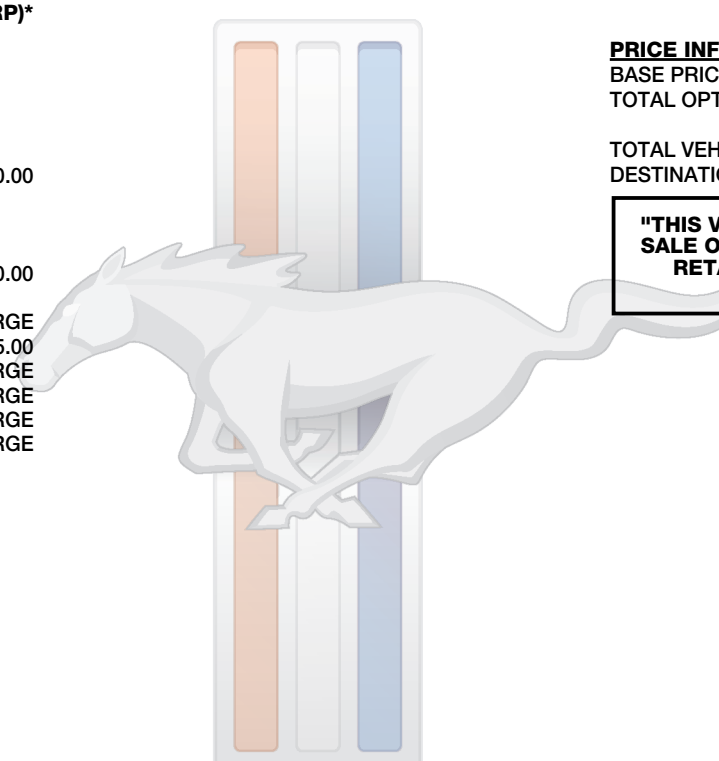 RP)*
0.00
0.00
RGE
5.00
RGE
RGE
RGE
RGE
PRICE INF
BASE PRIC
TOTAL OPT
TOTAL VEH
DESTINATIO
"THIS V
SALE O
RETA